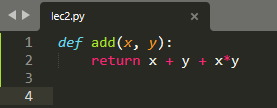 lec2.py
1 def add(x, y):
2     return x + y + x*y
3
4